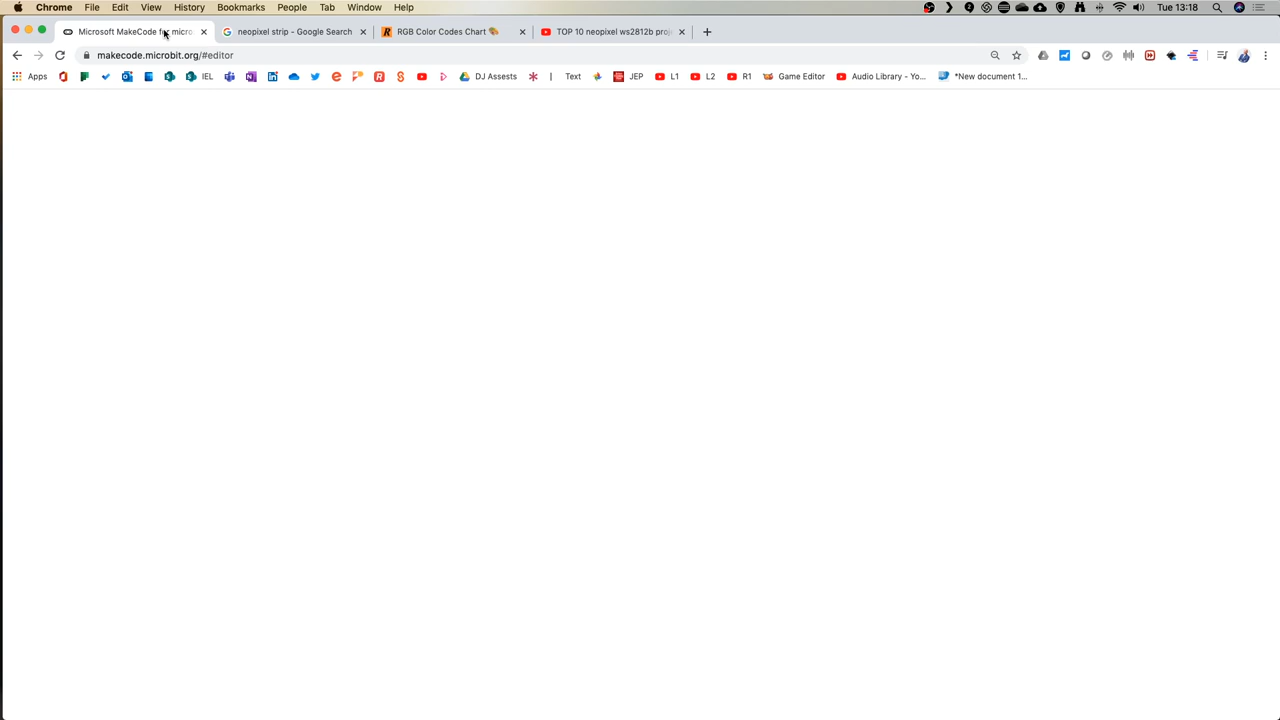 Chrome File Edit View History Bookmarks People Tab Window Help Tue 13:18
Microsoft MakeCode for micro neopixel strip - Google Search RGB Color Codes Chart 🎨 TOP 10 neopixel ws2812b proj
makecode.microbit.org/#editor
Apps IEL DJ Assests | Text JEP L1 L2 R1 Game Editor Audio Library - Yo... *New document 1...